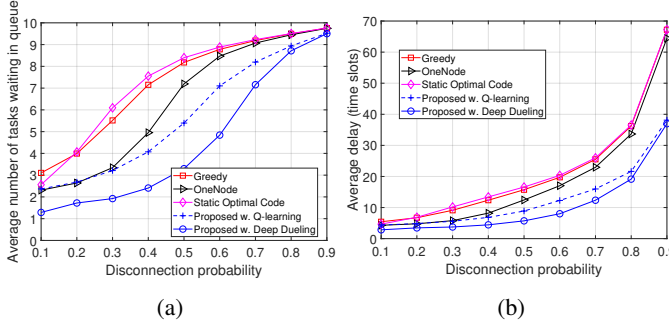 Average number of tasks waiting in queue
10
9
8
7
6
5
4
3
2
1
0
Greedy
OneNode
Static Optimal Code
Proposed w. Q-learning
Proposed w. Deep Dueling
0.1 0.2 0.3 0.4 0.5 0.6 0.7 0.8 0.9
Disconnection probability
(a)
Average delay (time slots)
70
60
50
40
30
20
10
0
Greedy
OneNode
Static Optimal Code
Proposed w. Q-learning
Proposed w. Deep Dueling
0.1 0.2 0.3 0.4 0.5 0.6 0.7 0.8 0.9
Disconnection probability
(b)